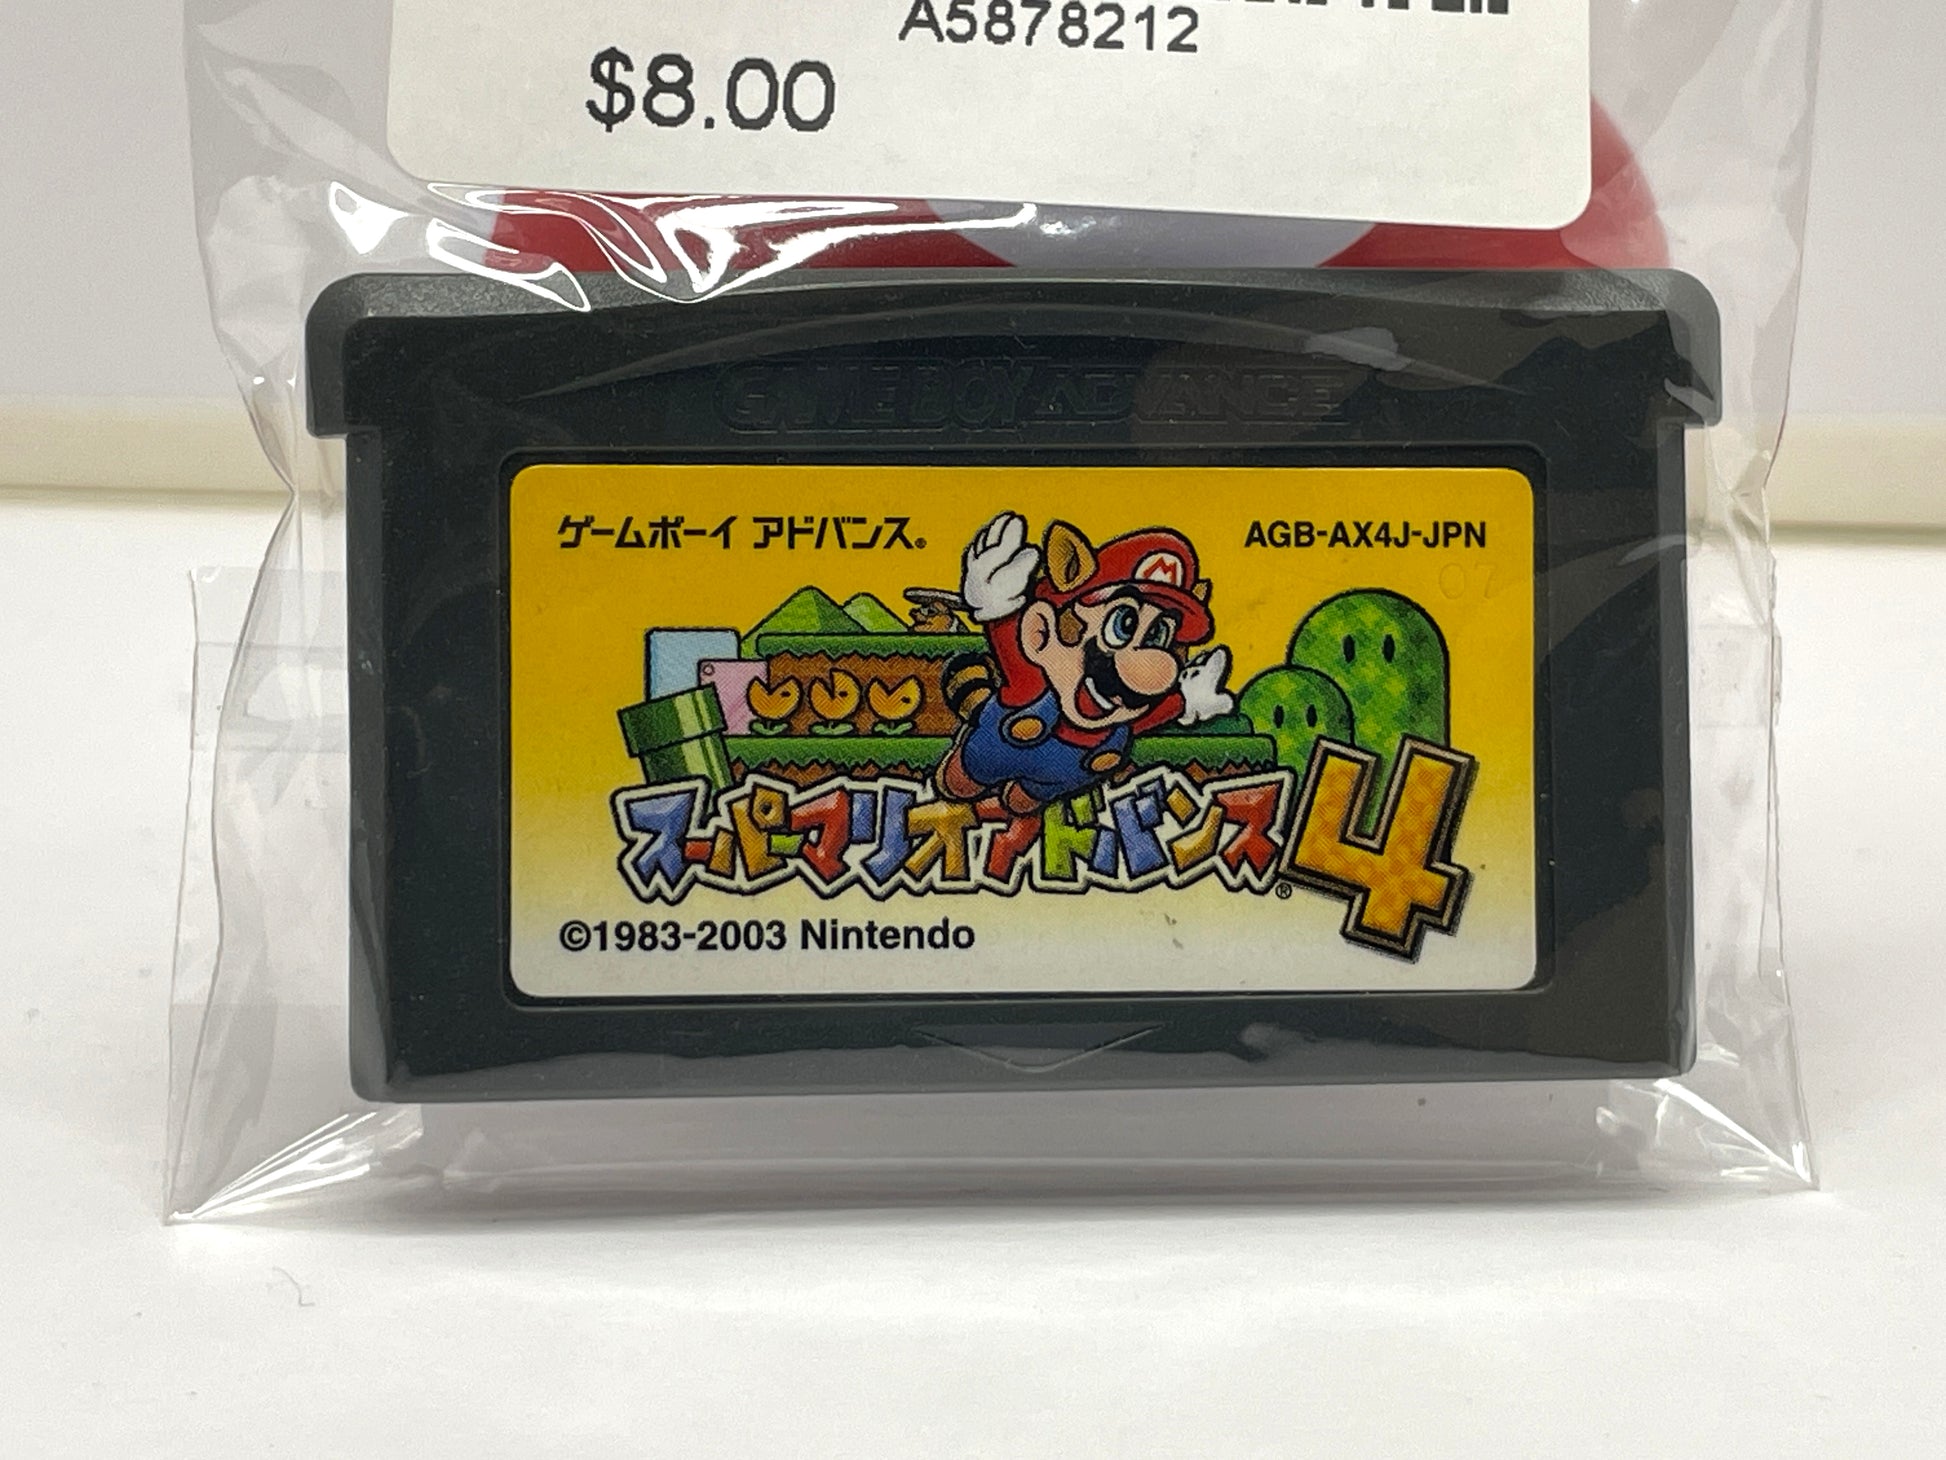 A5878212
$8.00
GAME BOY ADVANCE
ゲームボーイ アドバンス®
AGB-AX4J-JPN
07
M
スーパーマリオアドバンス®4
©1983-2003 Nintendo